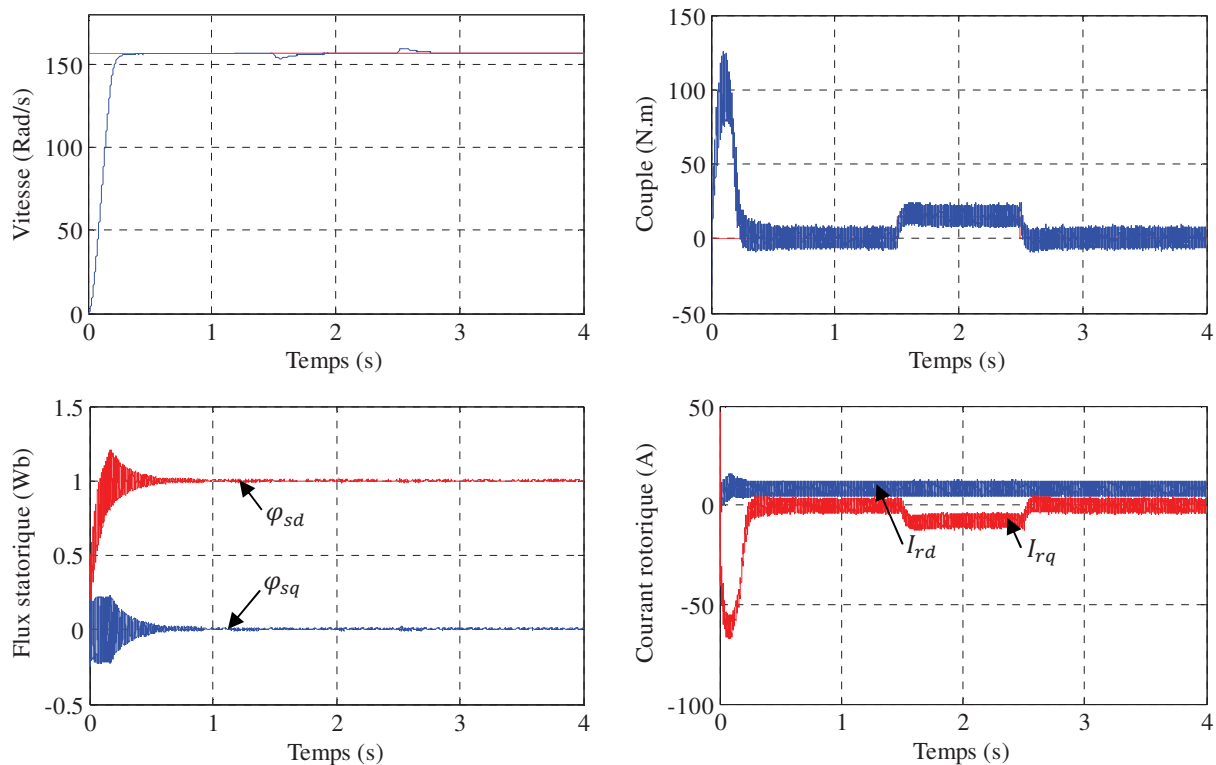 Vitesse (Rad/s)
150
100
50
0
0 1 2 3 4
Temps (s)
Couple (N.m)
150
100
50
0
-50
0 1 2 3 4
Temps (s)
Flux statorique (Wb)
1.5
1
0.5
0
-0.5
φsd
φsq
0 1 2 3 4
Temps (s)
Courant rotorique (A)
50
0
-50
-100
Ird
Irq
0 1 2 3 4
Temps (s)